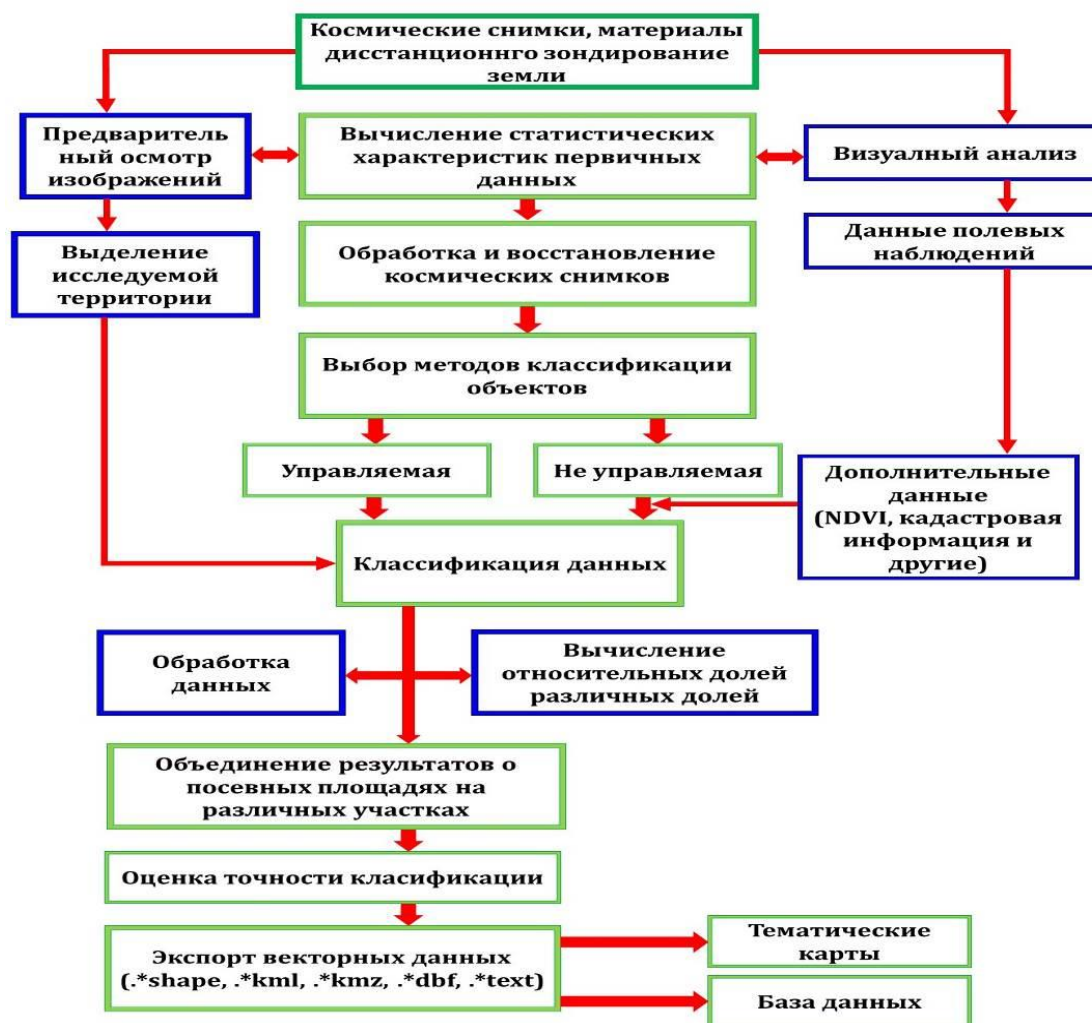 Космические снимки, материалы
дисстанционнго зондирование
земли
Предваритель
ный осмотр
изображений
Вычисление статистических
характеристик первичных
данных
Визуалный анализ
Выделение
исследуемой
территории
Обработка и восстановление
космических снимков
Данные полевых
наблюдений
Выбор методов классификации
объектов
Управляемая
Не управляемая
Дополнительные
данные
(NDVI, кадастровая
информация и
другие)
Классификация данных
Обработка
данных
Вычисление
относительных долей
различных долей
Объединение результатов о
посевных площадях на
различных участках
Оценка точности класификации
Экспорт векторных данных
(.*shape, .*kml, .*kmz, .*dbf, .*text)
Тематические
карты
База данных